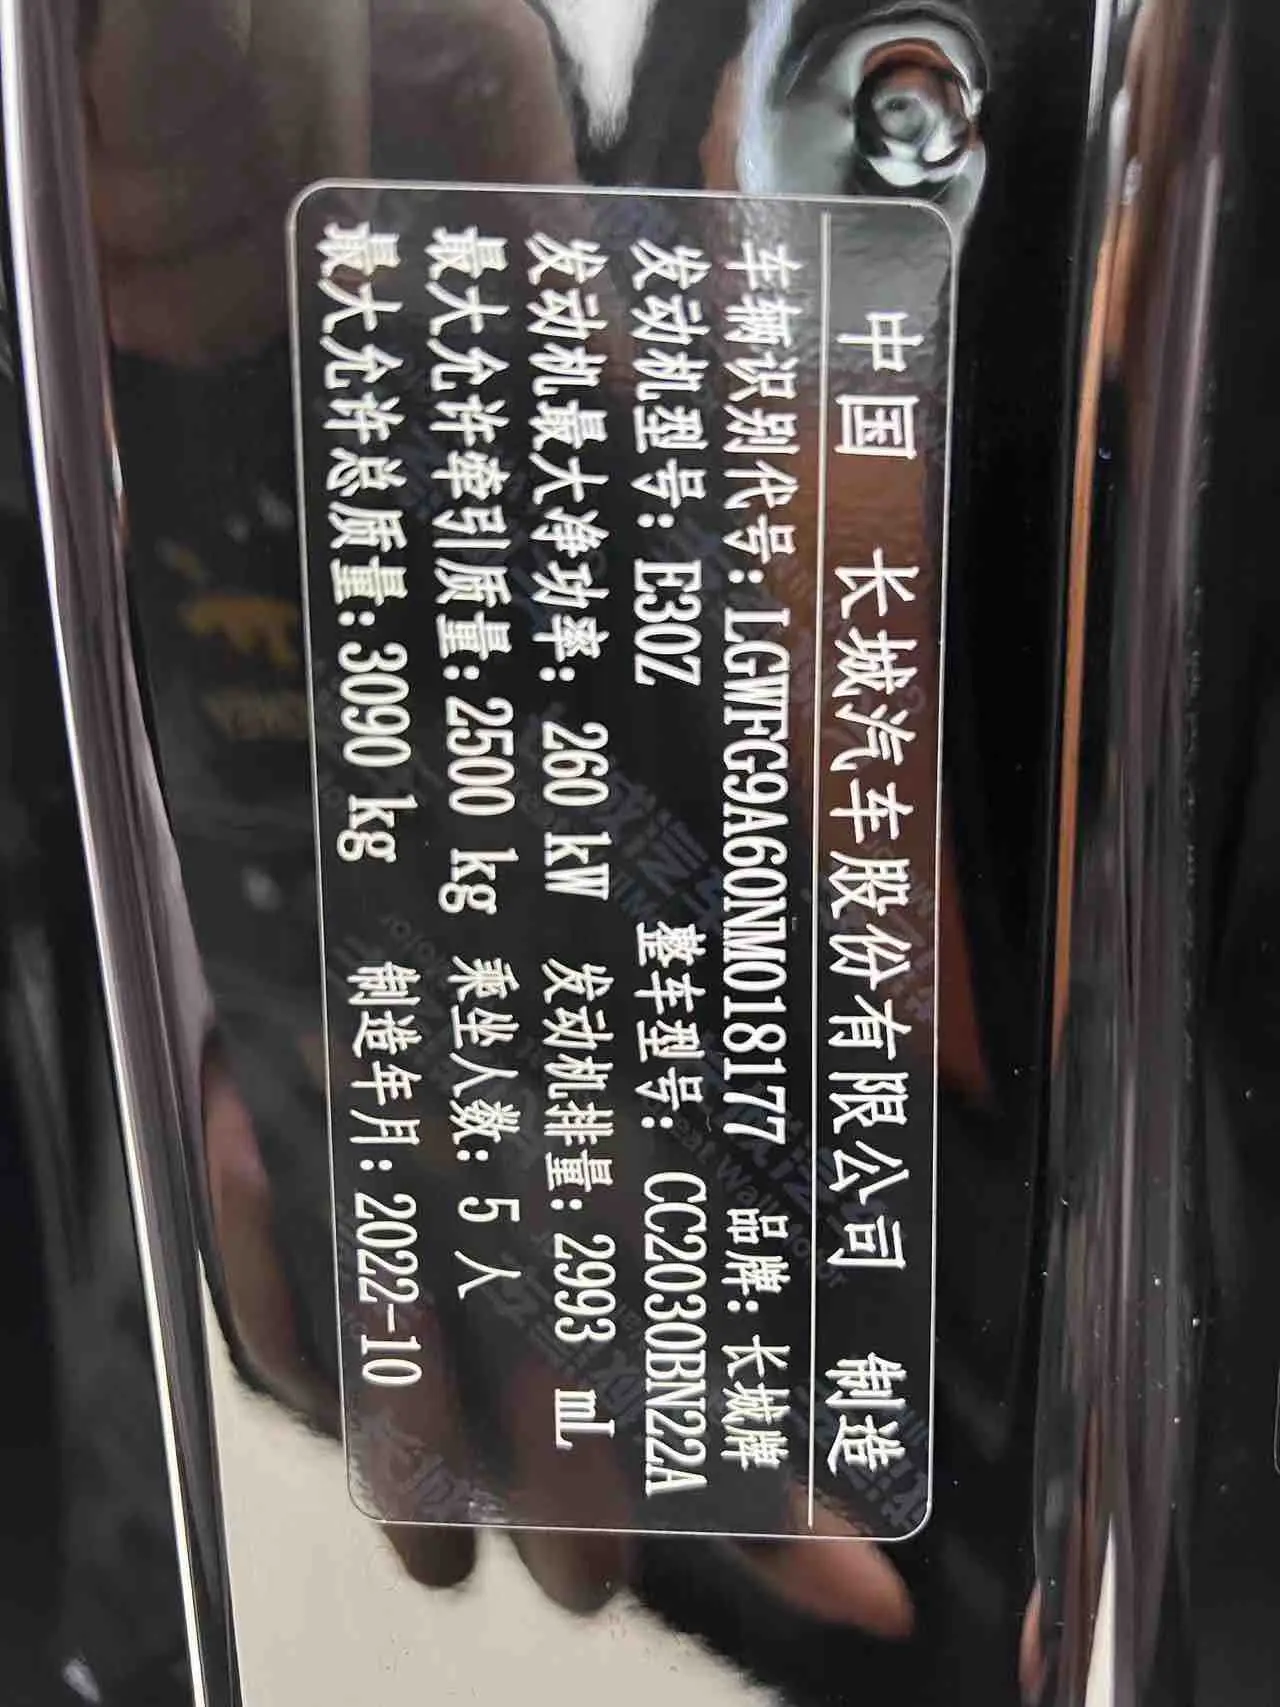 中国 长城汽车股份有限公司 制造
车辆识别代号:LGWFG9A60NM018177 品牌:长城牌
发动机型号:E30Z 整车型号: CC2030BN22A
发动机最大净功率: 260 kW 发动机排量: 2993 mL
最大允许牵引质量:2500 kg 乘坐人数: 5 人
最大允许总质量:3090 kg 制造年月: 2022-10